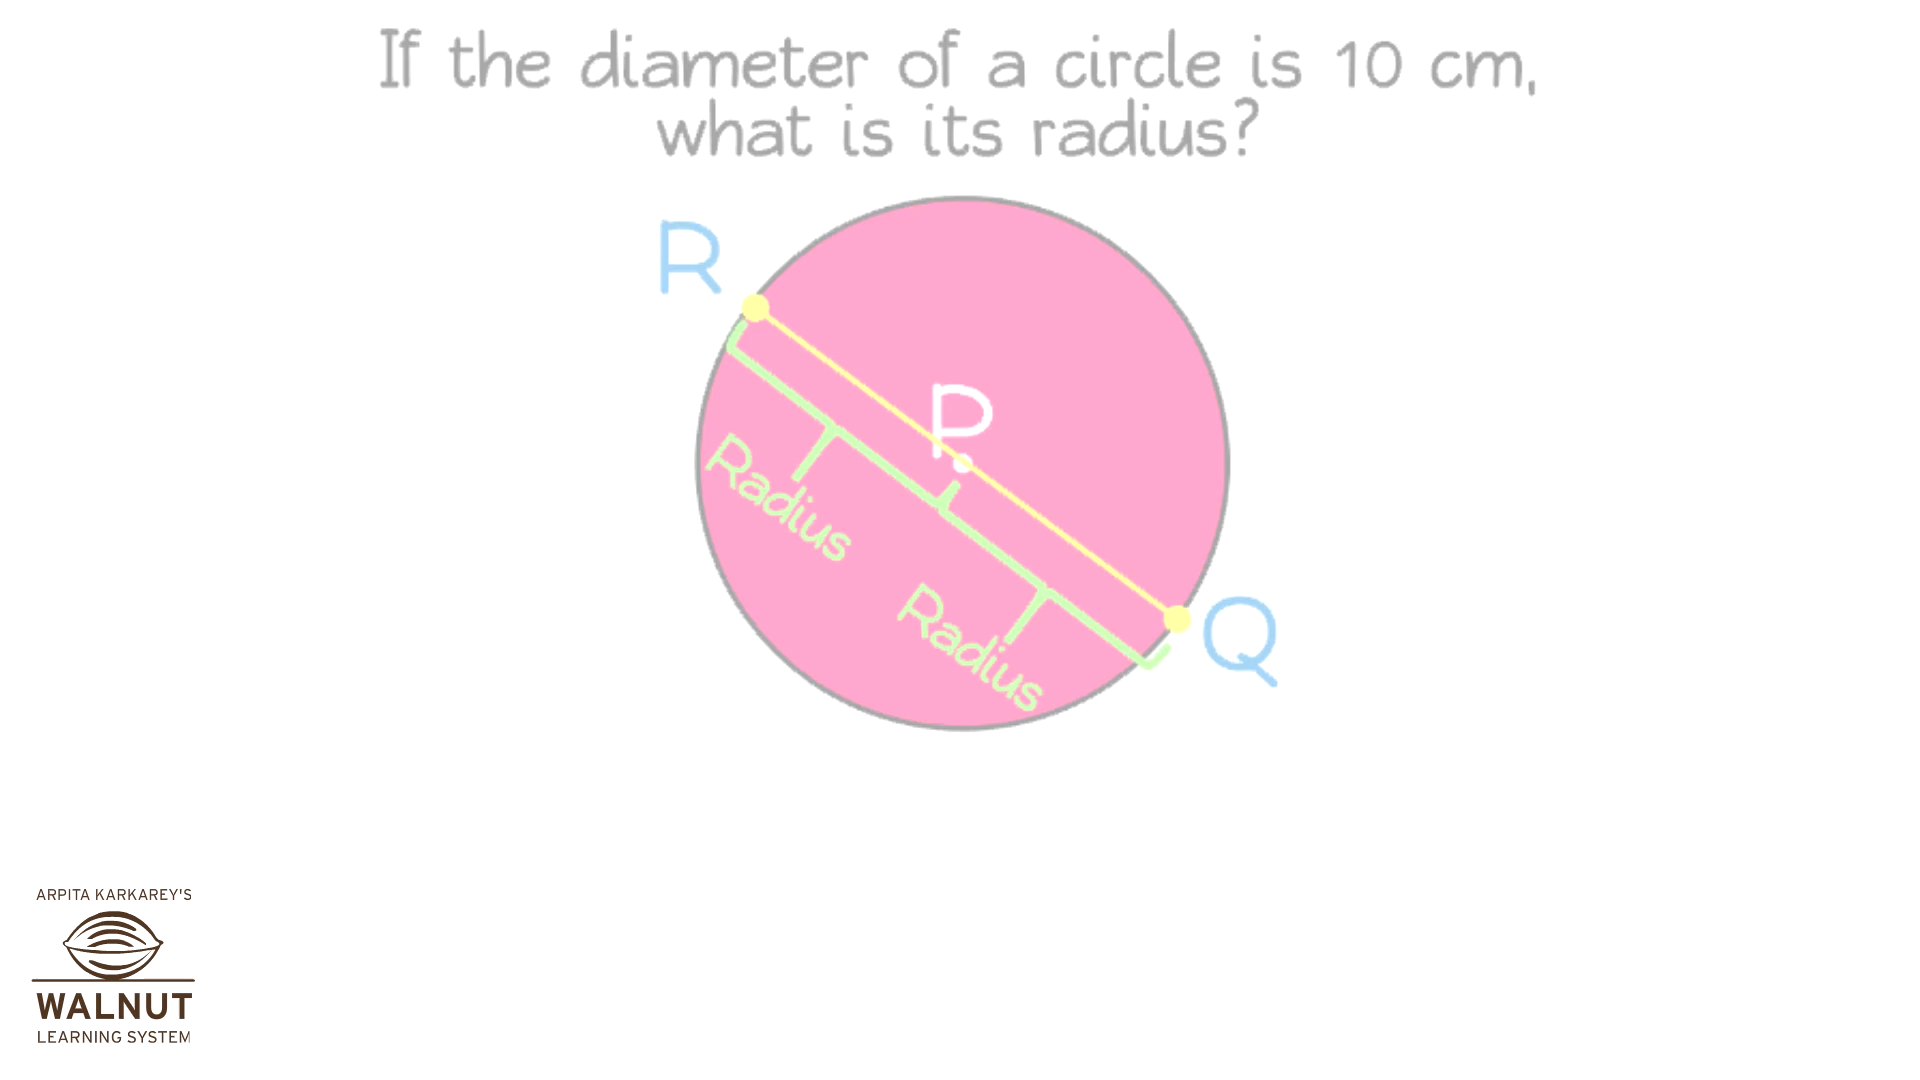 If the diameter of a circle is 10 cm,
what is its radius?
R
P
Radius
Radius
Q
ARPITA KARKAREY'S
WALNUT
LEARNING SYSTEM